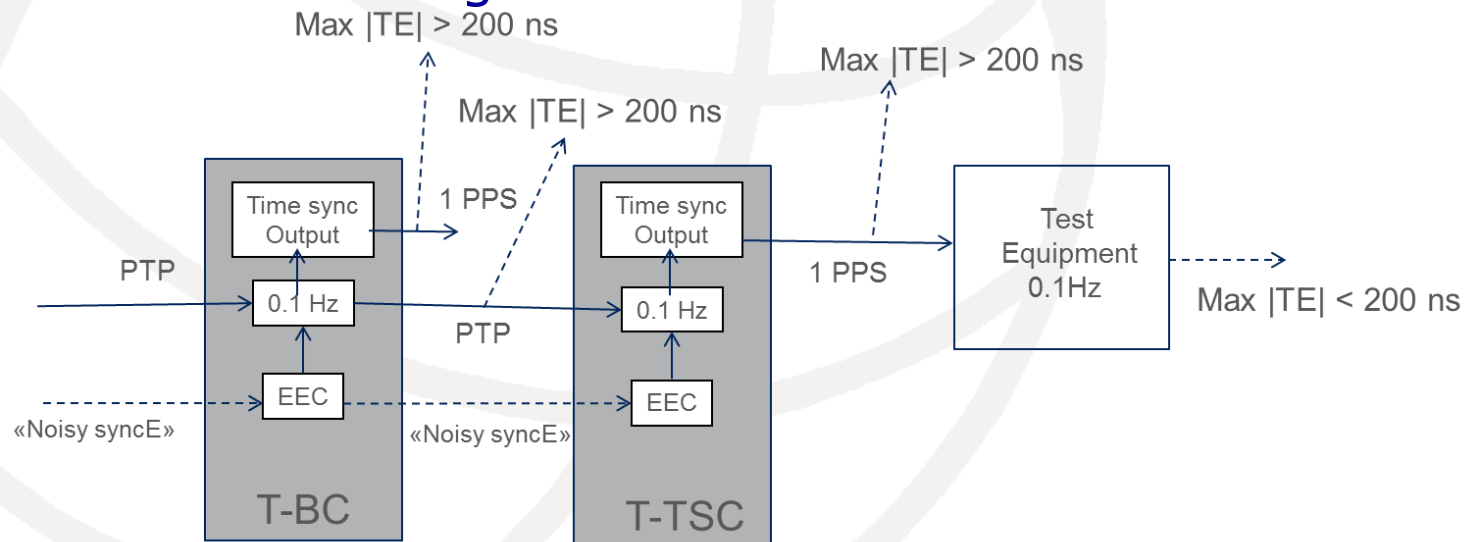 Max |TE| > 200 ns
Max |TE| > 200 ns
Max |TE| > 200 ns
Time sync
Output
1 PPS
Time sync
Output
Test
Equipment
0.1Hz
PTP
0.1 Hz
PTP
0.1 Hz
1 PPS
Max |TE| < 200 ns
EEC
EEC
«Noisy syncE»
«Noisy syncE»
T-BC
T-TSC